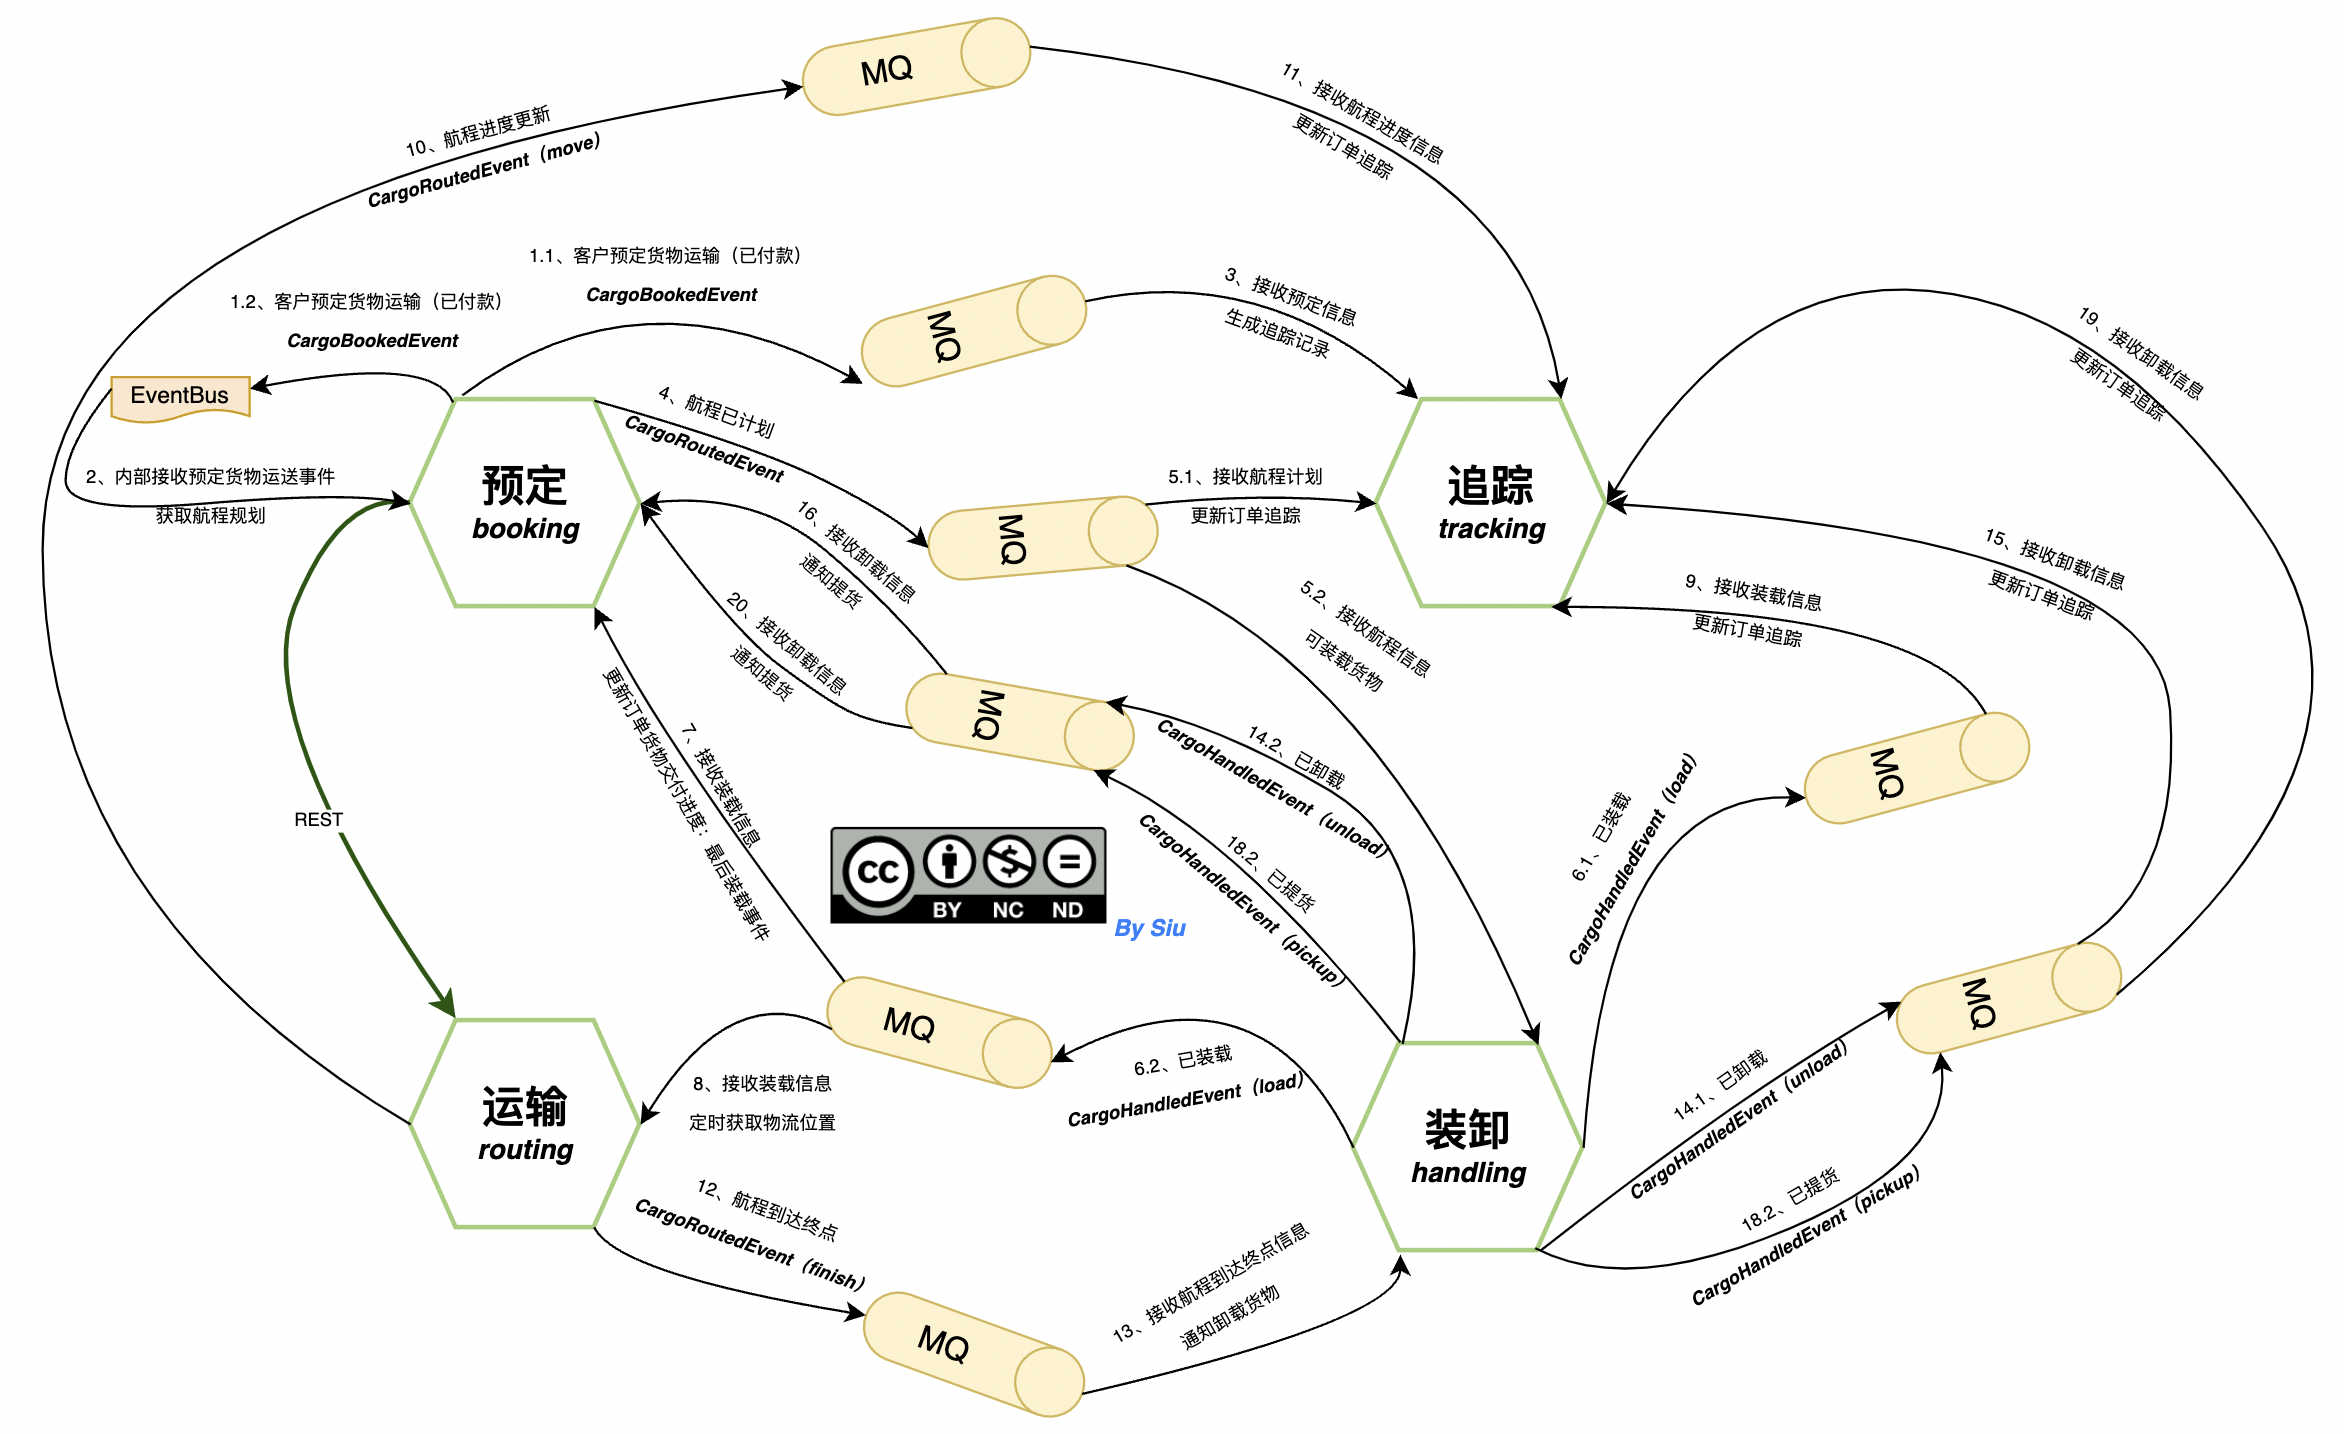 MQ
10、航程进度更新
CargoRoutedEvent（move）
11、接收航程进度信息
更新订单追踪
1.1、客户预定货物运输（已付款）
CargoBookedEvent
1.2、客户预定货物运输（已付款）
CargoBookedEvent
EventBus
MQ
3、接收预定信息
生成追踪记录
19、接收卸载信息
更新订单追踪
2、内部接收预定货物运送事件
获取航程规划
预定
booking
4、航程已计划
CargoRoutedEvent
MQ
5.1、接收航程计划
更新订单追踪
追踪
tracking
16、接收卸载信息
通知提货
20、接收卸载信息
通知提货
5.2、接收航程信息
可装载货物
15、接收卸载信息
更新订单追踪
9、接收装载信息
更新订单追踪
MQ
14.2、已卸载
CargoHandledEvent（unload）
18.2、已提货
CargoHandledEvent（pickup）
7、接收装载信息
更新订单货物交付进度：最后装载事件
MQ
6.1、已装载
CargoHandledEvent（load）
REST
CC
BY NC ND
By Siu
MQ
8、接收装载信息
定时获取物流位置
6.2、已装载
CargoHandledEvent（load）
MQ
运输
routing
装卸
handling
14.1、已卸载
CargoHandledEvent（unload）
18.2、已提货
CargoHandledEvent（pickup）
12、航程到达终点
CargoRoutedEvent（finish）
MQ
13、接收航程到达终点信息
通知卸载货物